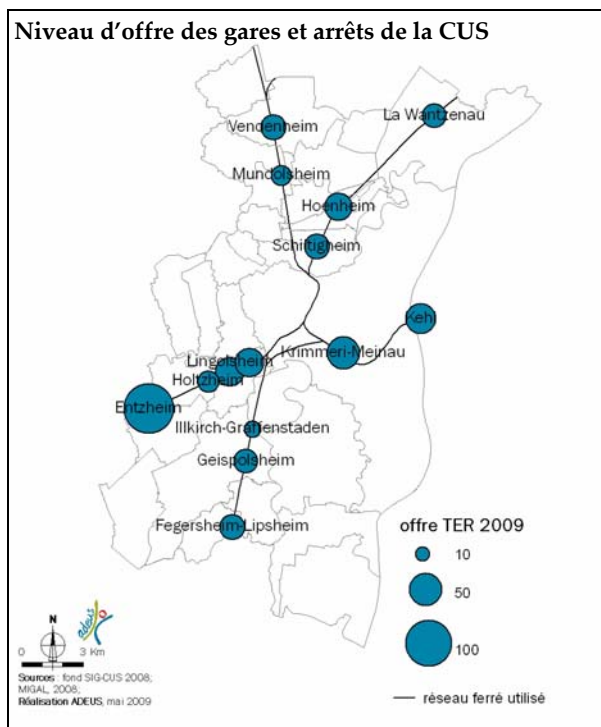 Niveau d'offre des gares et arrêts de la CUS
La Wantzenau
Vendenheim
Mundolsheim
Hoenheim
Schiltigheim
Kehl
Krimmeri-Meinau
Lingolsheim
Holtzheim
Entzheim
Illkirch-Graffenstaden
Geispolsheim
Fegersheim-Lipsheim
offre TER 2009
10
50
100
réseau ferré utilisé
N
adeus
0 3 Km
Sources : fond SIG-CUS 2008;
MIGAL, 2008;
Réalisation ADEUS, mai 2009